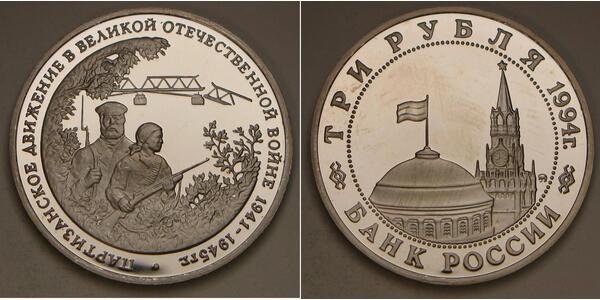 ПАРТИЗАНСКОЕ ДВИЖЕНИЕ В ВЕЛИКОЙ ОТЕЧЕСТВЕННОЙ ВОЙНЕ 1941-1945гг.
ТРИ РУБЛЯ 1994г.
БАНК РОССИИ